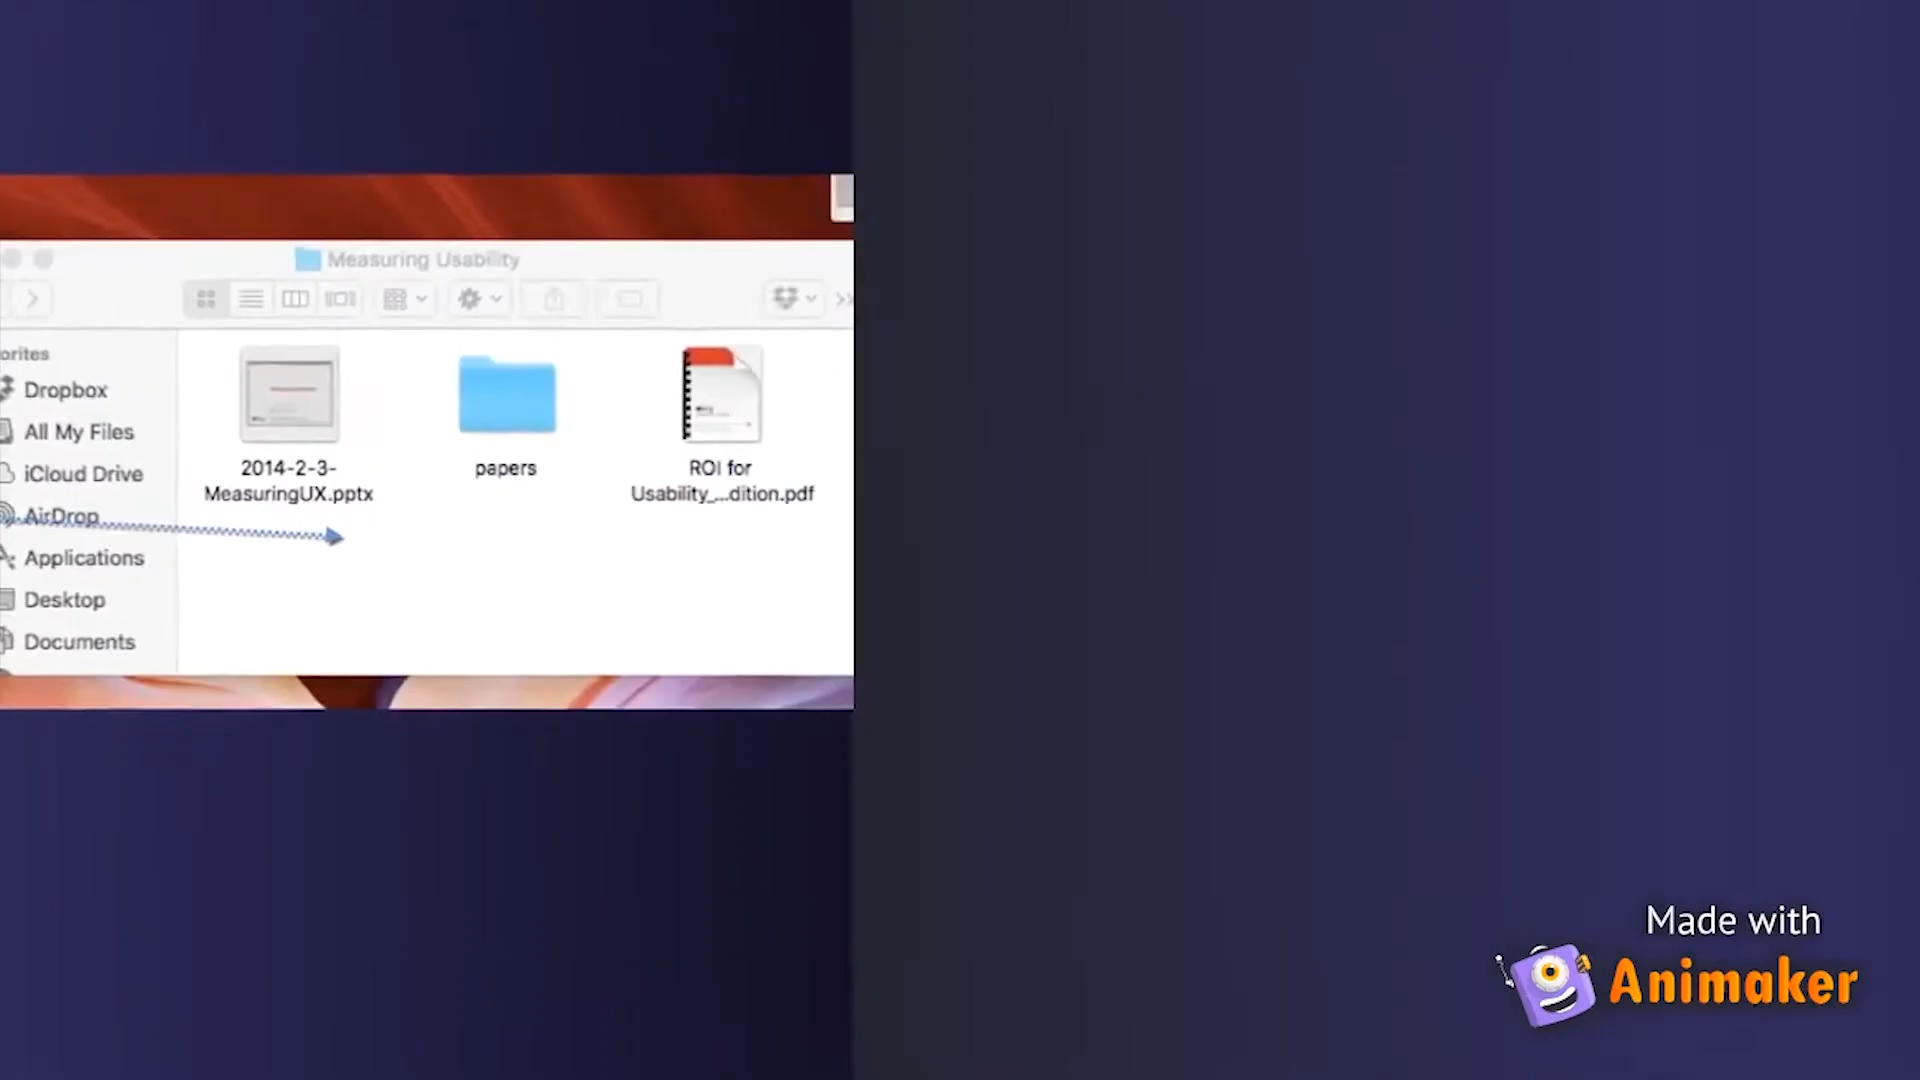 Measuring Usability
orites
Dropbox
All My Files
iCloud Drive
AirDrop
Applications
Desktop
Documents
2014-2-3-
MeasuringUX.pptx
papers
ROI for
Usability_...dition.pdf
Made with
Animaker